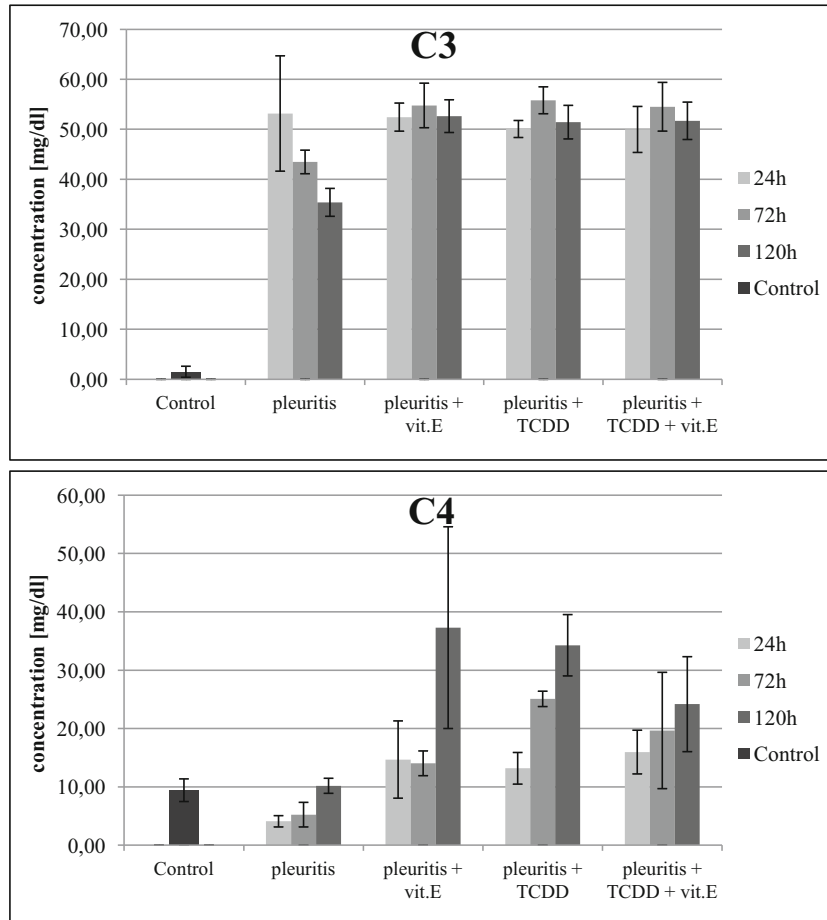 C3
concentration [mg/dl]
70,00
60,00
50,00
40,00
30,00
20,00
10,00
0,00
Control
pleuritis
pleuritis +
vit.E
pleuritis +
TCDD
pleuritis +
TCDD + vit.E
24h
72h
120h
Control
C4
concentration [mg/dl]
60,00
50,00
40,00
30,00
20,00
10,00
0,00
Control
pleuritis
pleuritis +
vit.E
pleuritis +
TCDD
pleuritis +
TCDD + vit.E
24h
72h
120h
Control